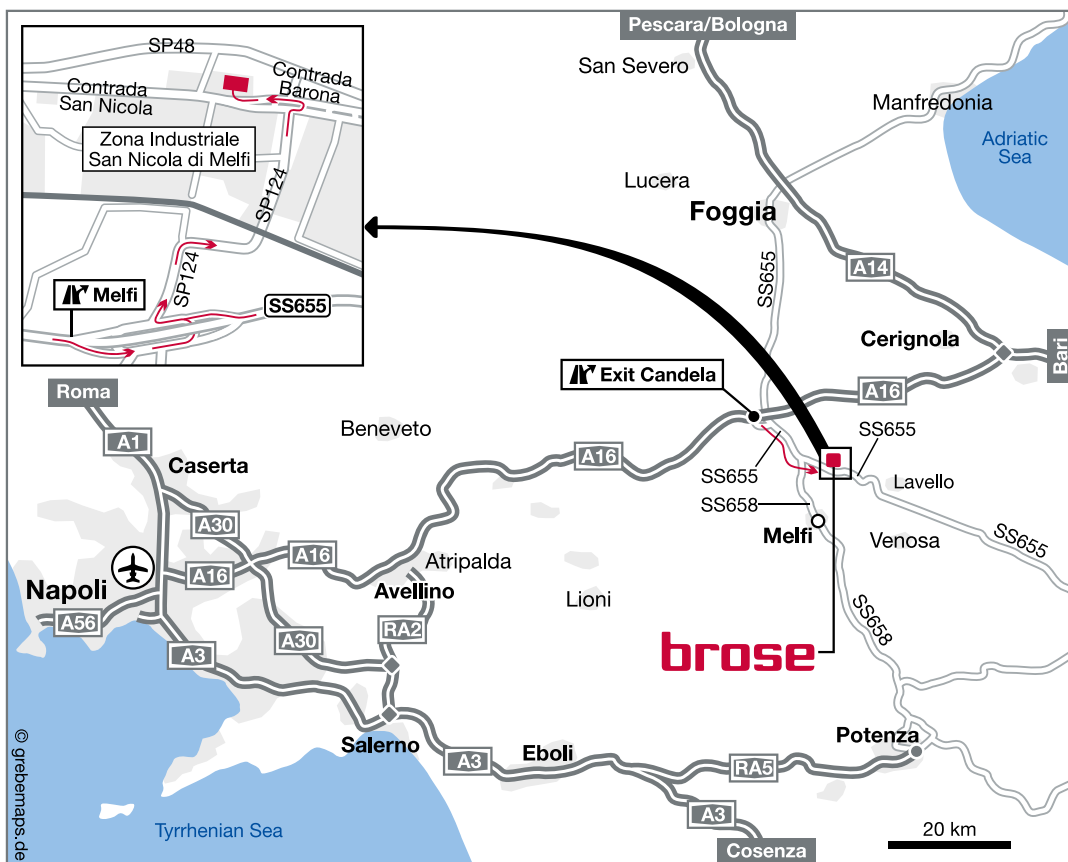 Pescara/Bologna
SP48
San Severo
Contrada
Barona
Contrada
San Nicola
Manfredonia
Zona Industriale
San Nicola di Melfi
Adriatic
Sea
Lucera
SP124
Foggia
SP124
SS655
A14
Melfi
SS655
Cerignola
Bari
Exit Candela
Roma
A16
Beneveto
A1
SS655
Caserta
A16
SS655
Lavello
SS658
A30
Melfi
Venosa
SS655
A16
Atripalda
A16
Napoli
Avellino
Lioni
A56
RA2
SS658
A30
A3
brose
Salerno
Eboli
Potenza
A3
RA5
© grebemaps.de
A3
Tyrrhenian Sea
20 km
Cosenza